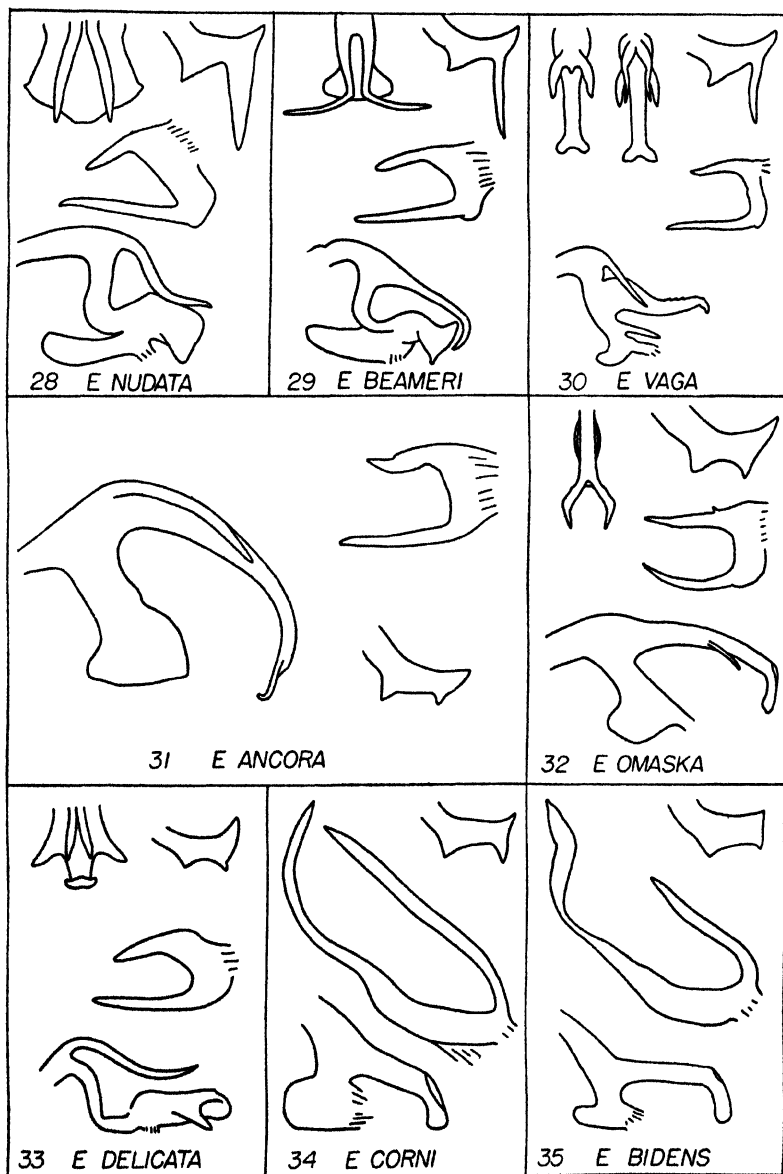 28 E NUDATA
29 E BEAMERI
30 E VAGA
31 E ANCORA
32 E OMASKA
33 E DELICATA
34 E CORNI
35 E BIDENS